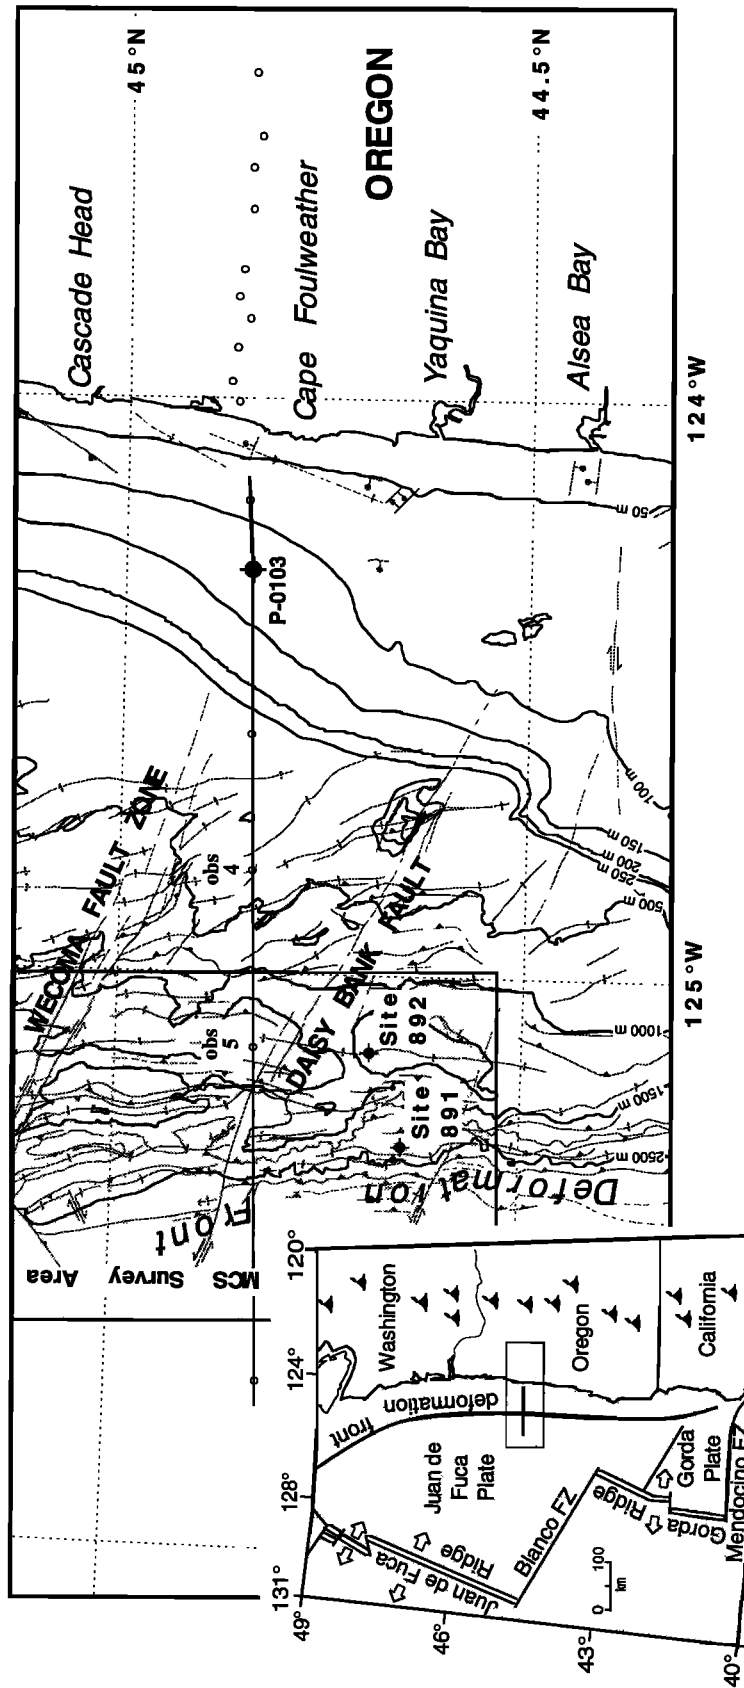 45°N
44.5°N
Cascade Head
Cape Foulweather
OREGON
Yaquina Bay
Alsea Bay
124°W
50 m
P-0103
100 m
150 m
200 m
250 m
500 m
WECOMA FAULT ZONE
obs
4
DAISY BANK FAULT
125°W
obs
5
Site
892
Site
891
1000 m
1500 m
2500 m
Deformation
Front
MCS Survey Area
120°
124°
128°
131°
49°
46°
43°
40°
Washington
Oregon
California
deformation
front
Juan de
Fuca
Plate
Juan de Fuca
Ridge
Blanco FZ
Gorda
Plate
Gorda
Ridge
Mendocino FZ
0 100
km